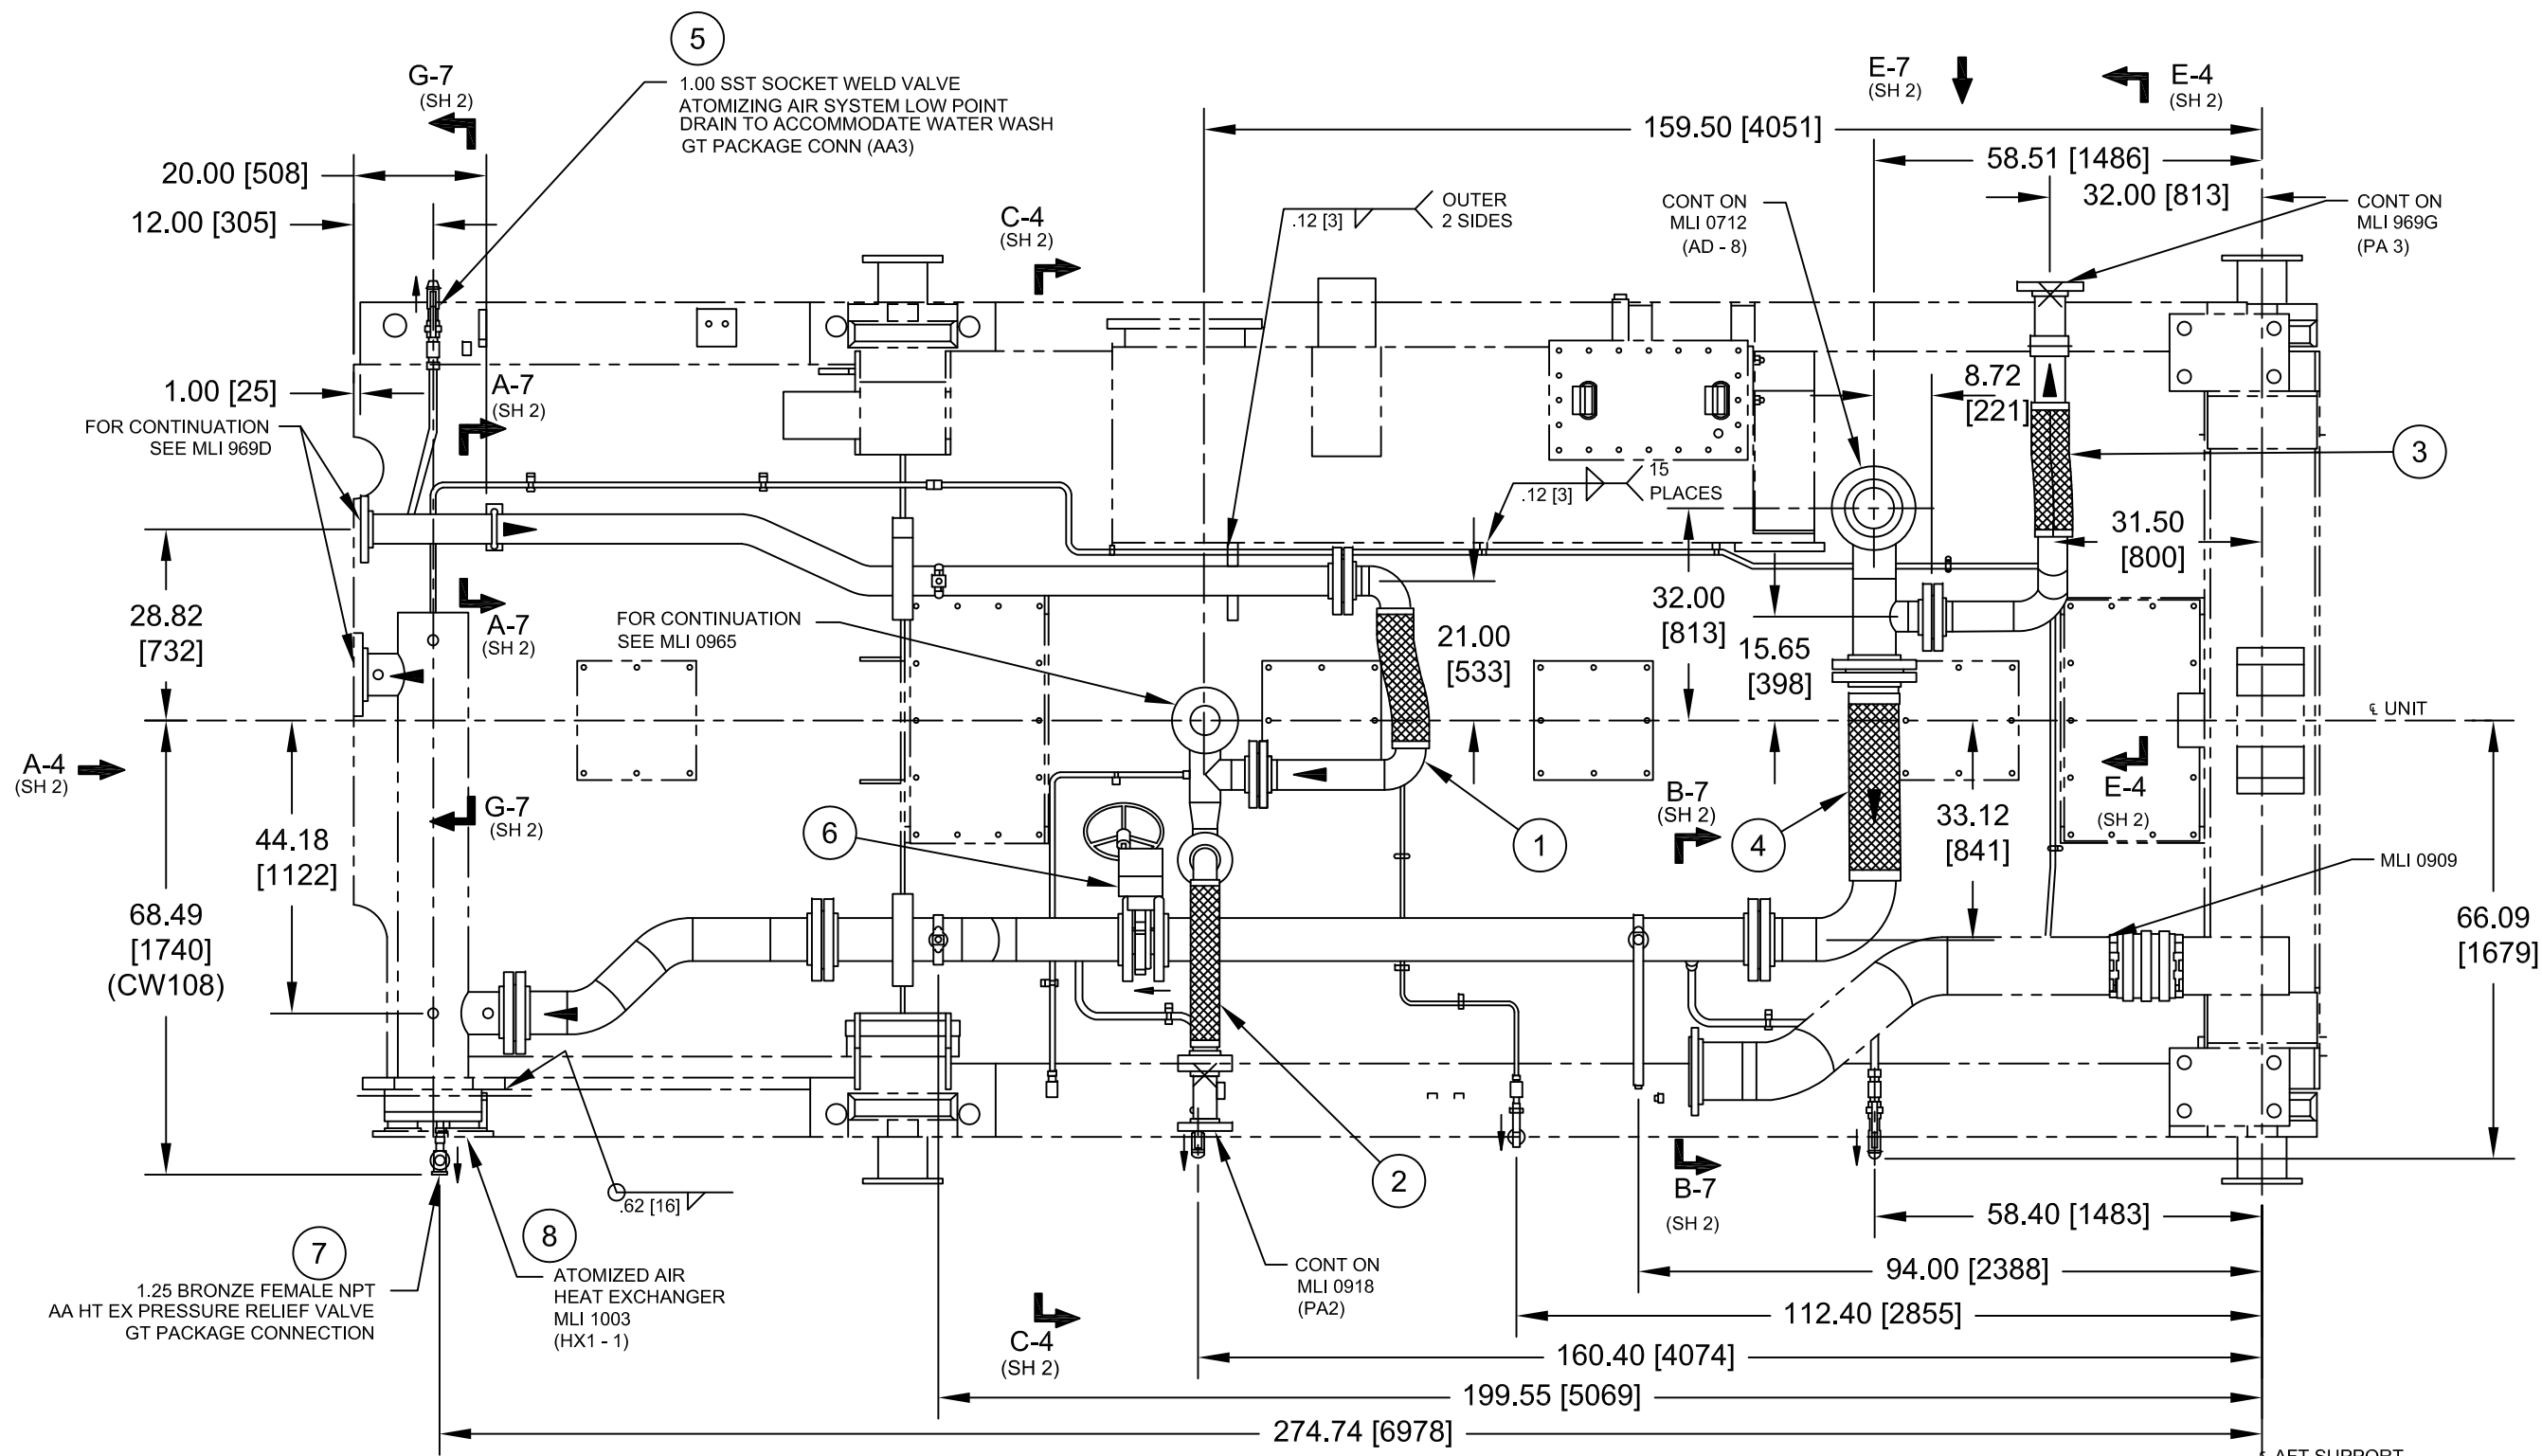 5
1.00 SST SOCKET WELD VALVE
ATOMIZING AIR SYSTEM LOW POINT
DRAIN TO ACCOMMODATE WATER WASH
GT PACKAGE CONN (AA3)
G-7
(SH 2)
E-7
(SH 2)
E-4
(SH 2)
159.50 [4051]
58.51 [1486]
32.00 [813]
20.00 [508]
12.00 [305]
C-4
(SH 2)
.12 [3]
OUTER
2 SIDES
CONT ON
MLI 0712
(AD - 8)
CONT ON
MLI 969G
(PA 3)
1.00 [25]
A-7
(SH 2)
FOR CONTINUATION
SEE MLI 969D
8.72
[221]
3
.12 [3]
15
PLACES
31.50
[800]
28.82
[732]
A-7
(SH 2)
FOR CONTINUATION
SEE MLI 0965
21.00
[533]
32.00
[813]
15.65
[398]
℄ UNIT
A-4
(SH 2)
G-7
(SH 2)
44.18
[1122]
6
1
B-7
(SH 2)
4
33.12
[841]
E-4
(SH 2)
MLI 0909
68.49
[1740]
(CW108)
66.09
[1679]
2
.62 [16]
B-7
(SH 2)
58.40 [1483]
7
1.25 BRONZE FEMALE NPT
AA HT EX PRESSURE RELIEF VALVE
GT PACKAGE CONNECTION
8
ATOMIZED AIR
HEAT EXCHANGER
MLI 1003
(HX1 - 1)
CONT ON
MLI 0918
(PA2)
94.00 [2388]
112.40 [2855]
C-4
(SH 2)
160.40 [4074]
199.55 [5069]
274.74 [6978]
℄ AFT SUPPORT